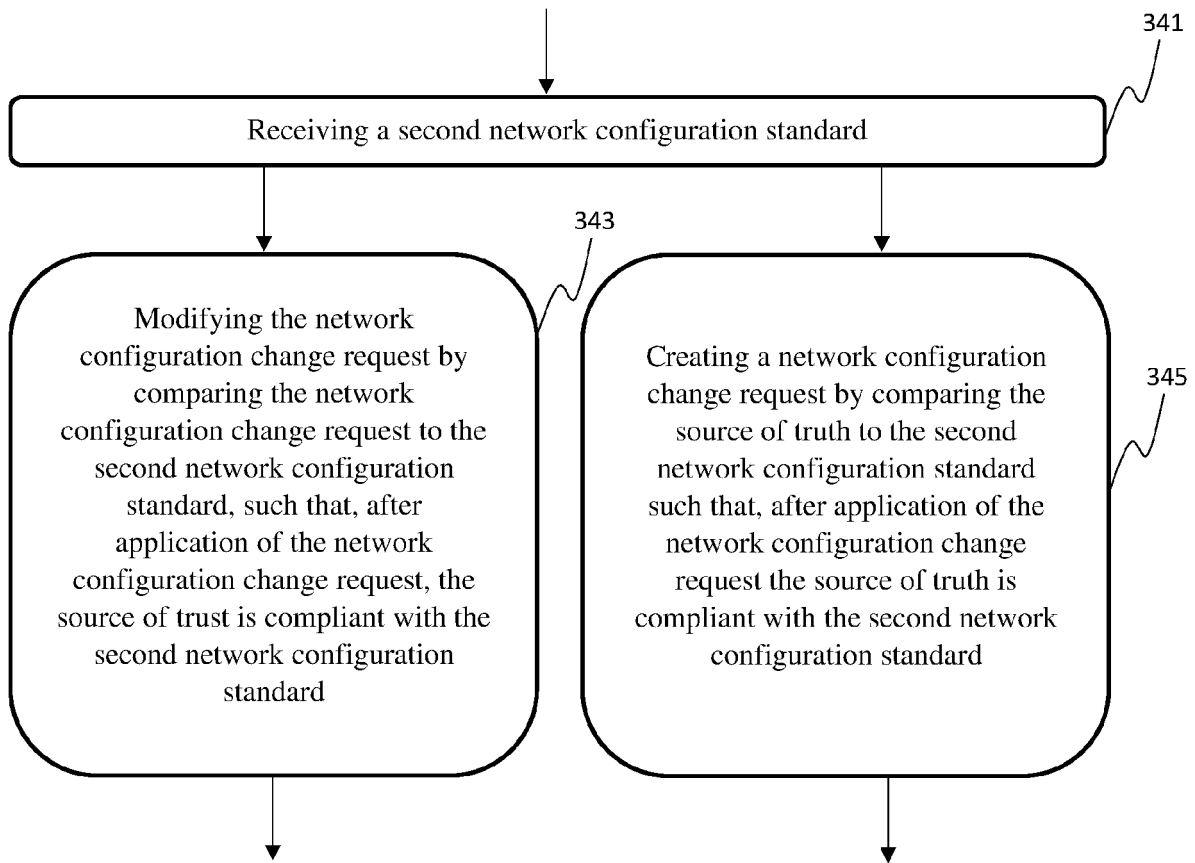 341
Receiving a second network configuration standard
343
Modifying the network
configuration change request by
comparing the network
configuration change request to the
second network configuration
standard, such that, after
application of the network
configuration change request, the
source of trust is compliant with the
second network configuration
standard
345
Creating a network configuration
change request by comparing the
source of truth to the second
network configuration standard
such that, after application of the
network configuration change
request the source of truth is
compliant with the second network
configuration standard